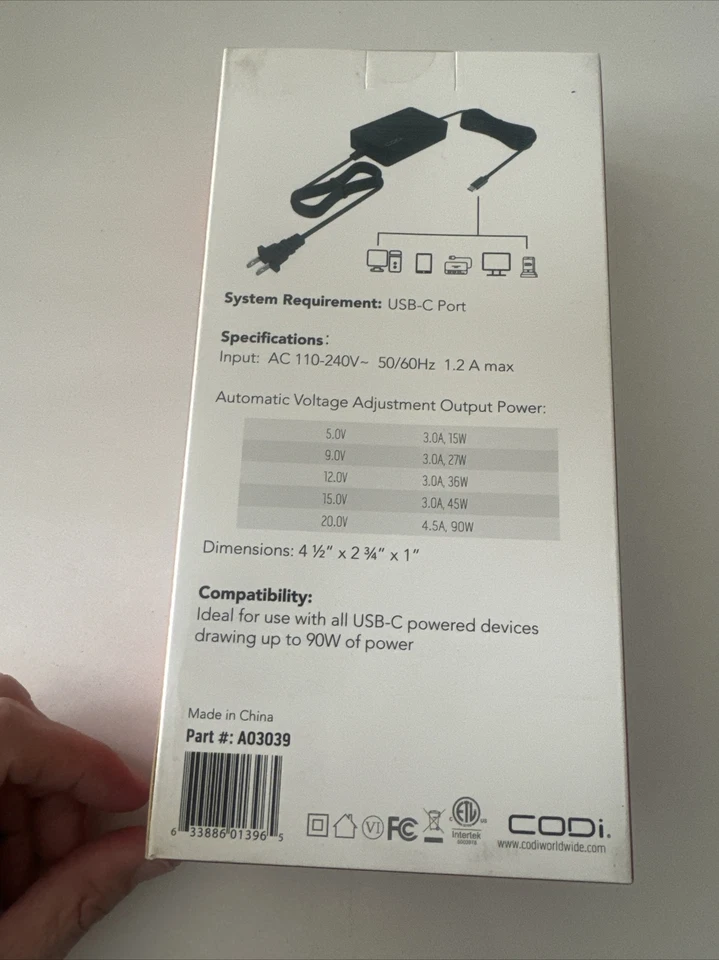 System Requirement: USB-C Port
Specifications:
Input: AC 110-240V~ 50/60Hz 1.2 A max
Automatic Voltage Adjustment Output Power:
5.0V 3.0A, 15W
9.0V 3.0A, 27W
12.0V 3.0A, 36W
15.0V 3.0A, 45W
20.0V 4.5A, 90W
Dimensions: 4 ½” x 2 ¾” x 1”
Compatibility:
Ideal for use with all USB-C powered devices
drawing up to 90W of power
Made in China
Part #: A03039
6 33886 01396 5
VI FC ETL us
Intertek
CODi.
www.codiworldwide.com